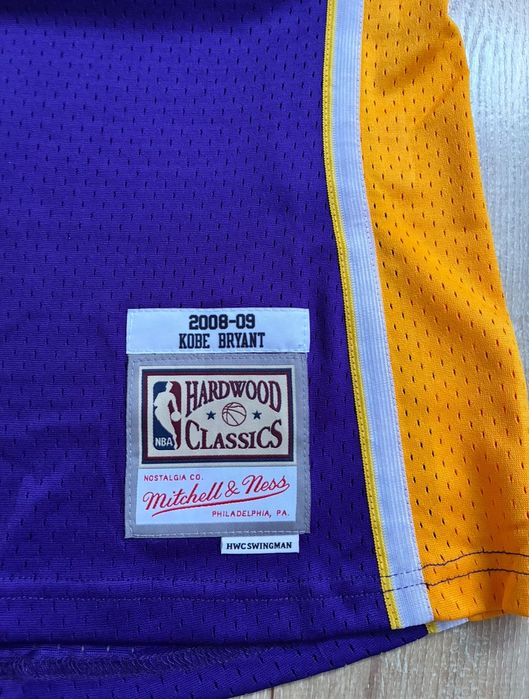 2008-09
KOBE BRYANT
HARDWOOD
NBA
CLASSICS
NOSTALGIA CO.
Mitchell & Ness
PHILADELPHIA, PA.
HWCSWINGMAN